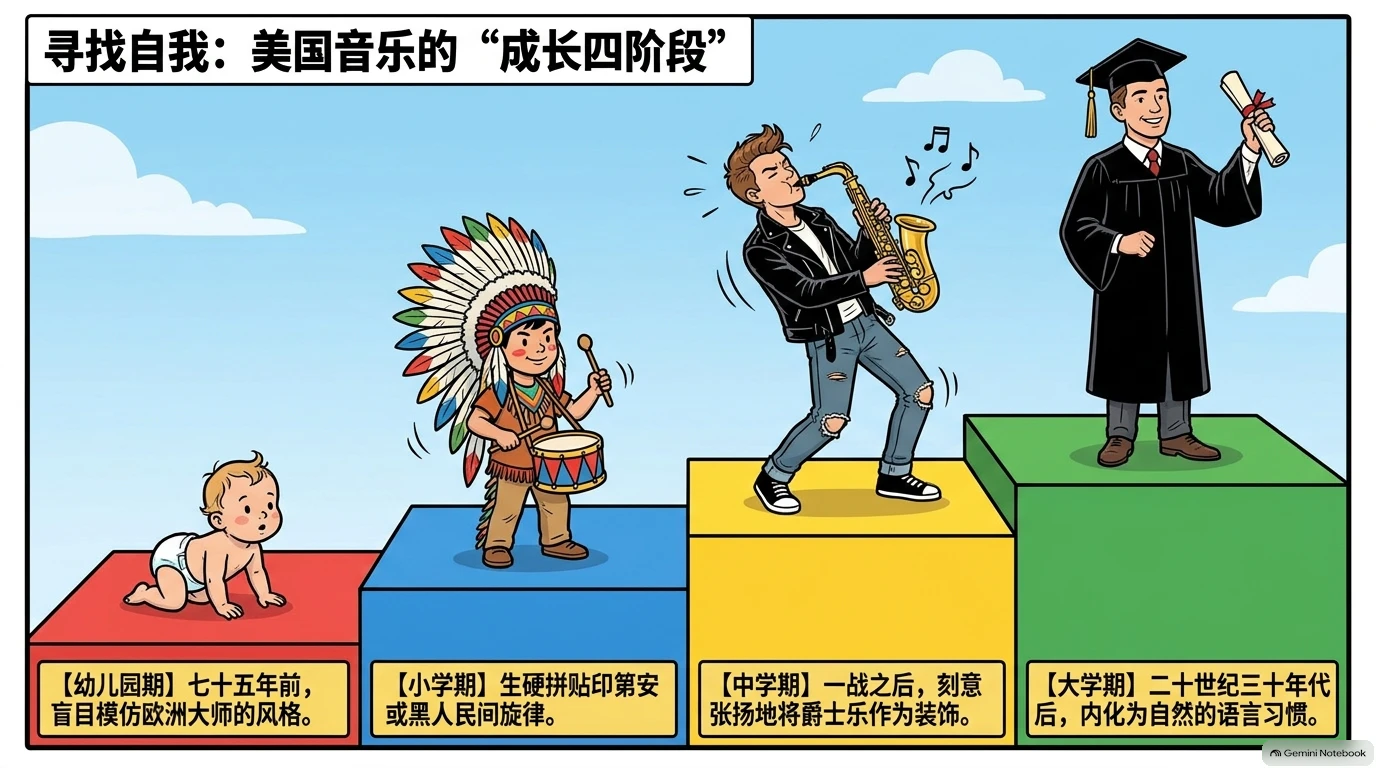 寻找自我：美国音乐的“成长四阶段”
【幼儿园期】七十五年前，
盲目模仿欧洲大师的风格。
【小学期】生硬拼贴印第安
或黑人民间旋律。
【中学期】一战之后，刻意
张扬地将爵士乐作为装饰。
【大学期】二十世纪三十年代
后，内化为自然的语言习惯。
Gemini Notebook